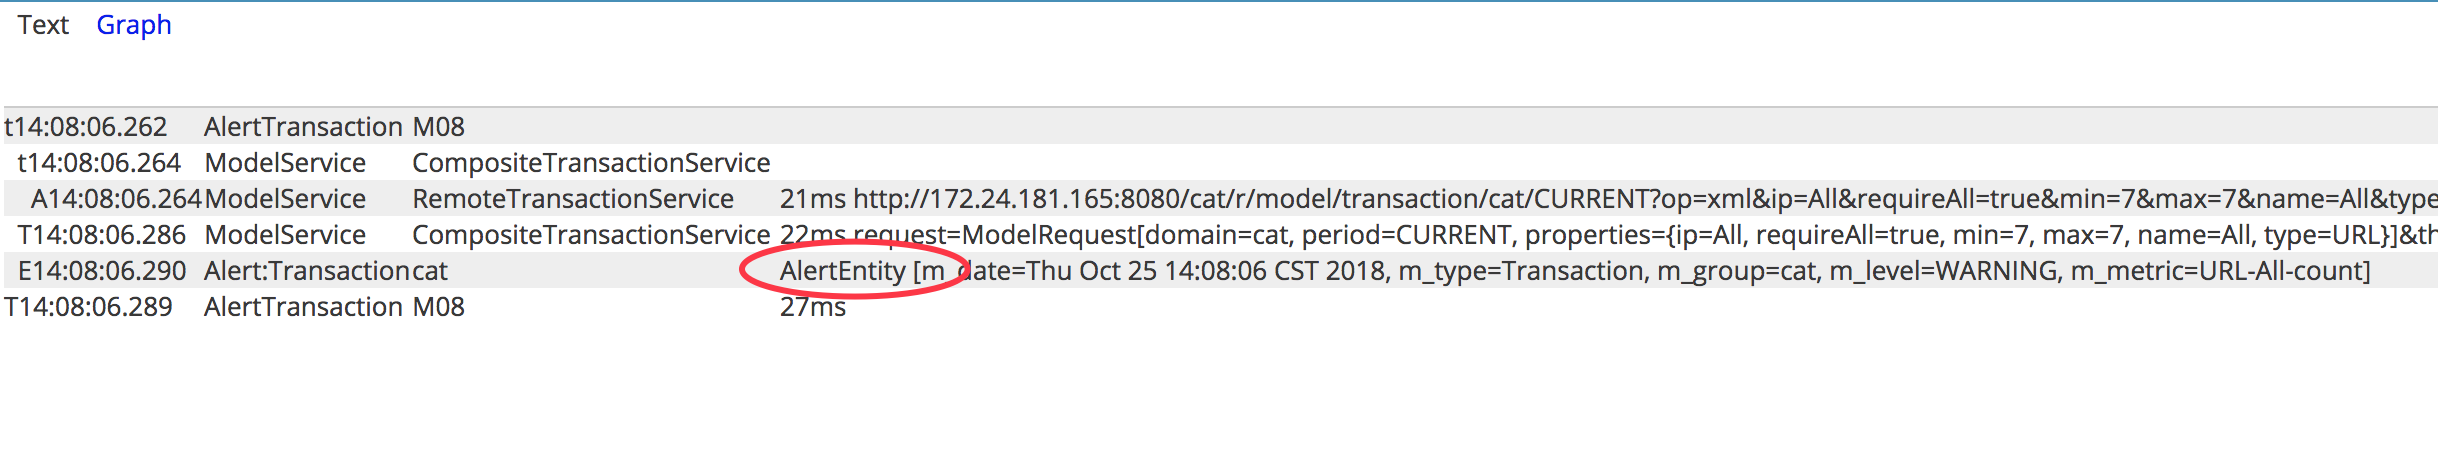 Text Graph
t14:08:06.262 AlertTransaction M08
t14:08:06.264 ModelService CompositeTransactionService
A14:08:06.264 ModelService RemoteTransactionService 21ms http://172.24.181.165:8080/cat/r/model/transaction/cat/CURRENT?op=xml&ip=All&requireAll=true&min=7&max=7&name=All&type
T14:08:06.286 ModelService CompositeTransactionService 22ms request=ModelRequest[domain=cat, period=CURRENT, properties={ip=All, requireAll=true, min=7, max=7, name=All, type=URL}]&th
E14:08:06.290 Alert:Transaction cat AlertEntity [m_date=Thu Oct 25 14:08:06 CST 2018, m_type=Transaction, m_group=cat, m_level=WARNING, m_metric=URL-All-count]
T14:08:06.289 AlertTransaction M08 27ms